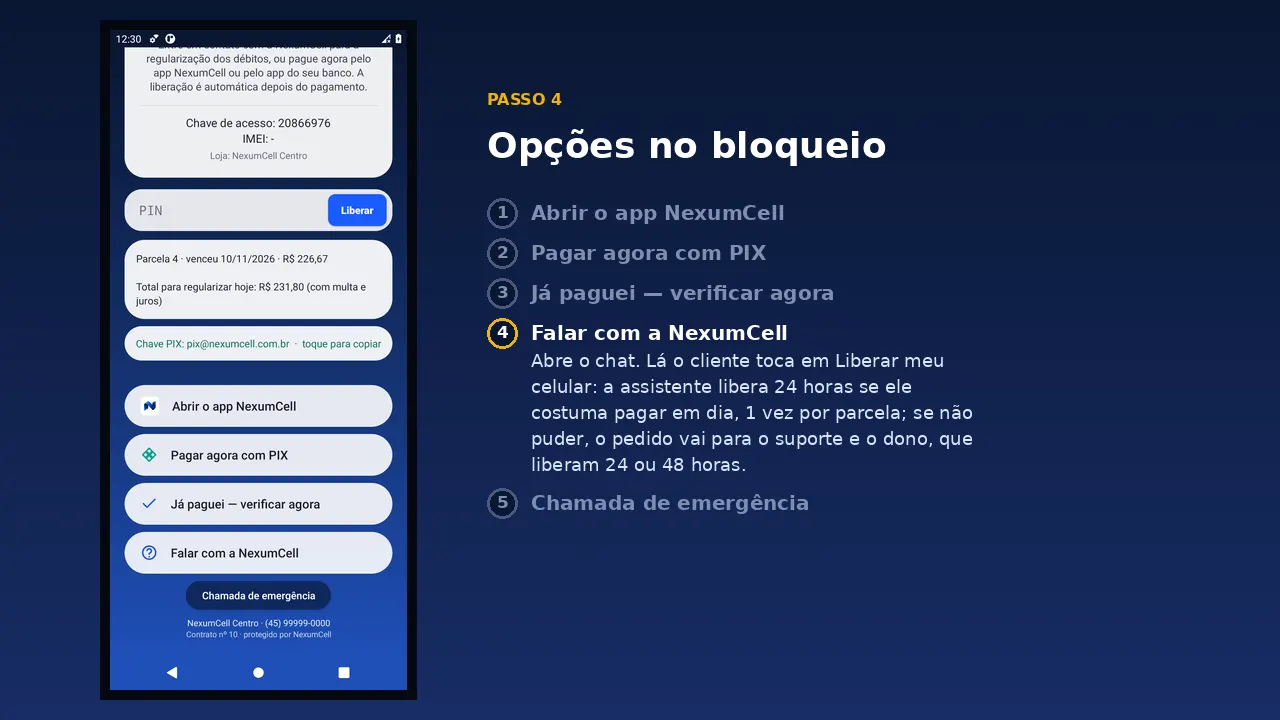 12:30
regularização dos débitos, ou pague agora pelo
app NexumCell ou pelo app do seu banco. A
liberação é automática depois do pagamento.
Chave de acesso: 20866976
IMEI: -
Loja: NexumCell Centro
PIN
Liberar
Parcela 4 · venceu 10/11/2026 · R$ 226,67
Total para regularizar hoje: R$ 231,80 (com multa e
juros)
Chave PIX: pix@nexumcell.com.br · toque para copiar
Abrir o app NexumCell
Pagar agora com PIX
Já paguei — verificar agora
Falar com a NexumCell
Chamada de emergência
NexumCell Centro · (45) 99999-0000
Contrato nº 10 · protegido por NexumCell
PASSO 4
Opções no bloqueio
1 Abrir o app NexumCell
2 Pagar agora com PIX
3 Já paguei — verificar agora
4 Falar com a NexumCell
Abre o chat. Lá o cliente toca em Liberar meu
celular: a assistente libera 24 horas se ele
costuma pagar em dia, 1 vez por parcela; se não
puder, o pedido vai para o suporte e o dono, que
liberam 24 ou 48 horas.
5 Chamada de emergência